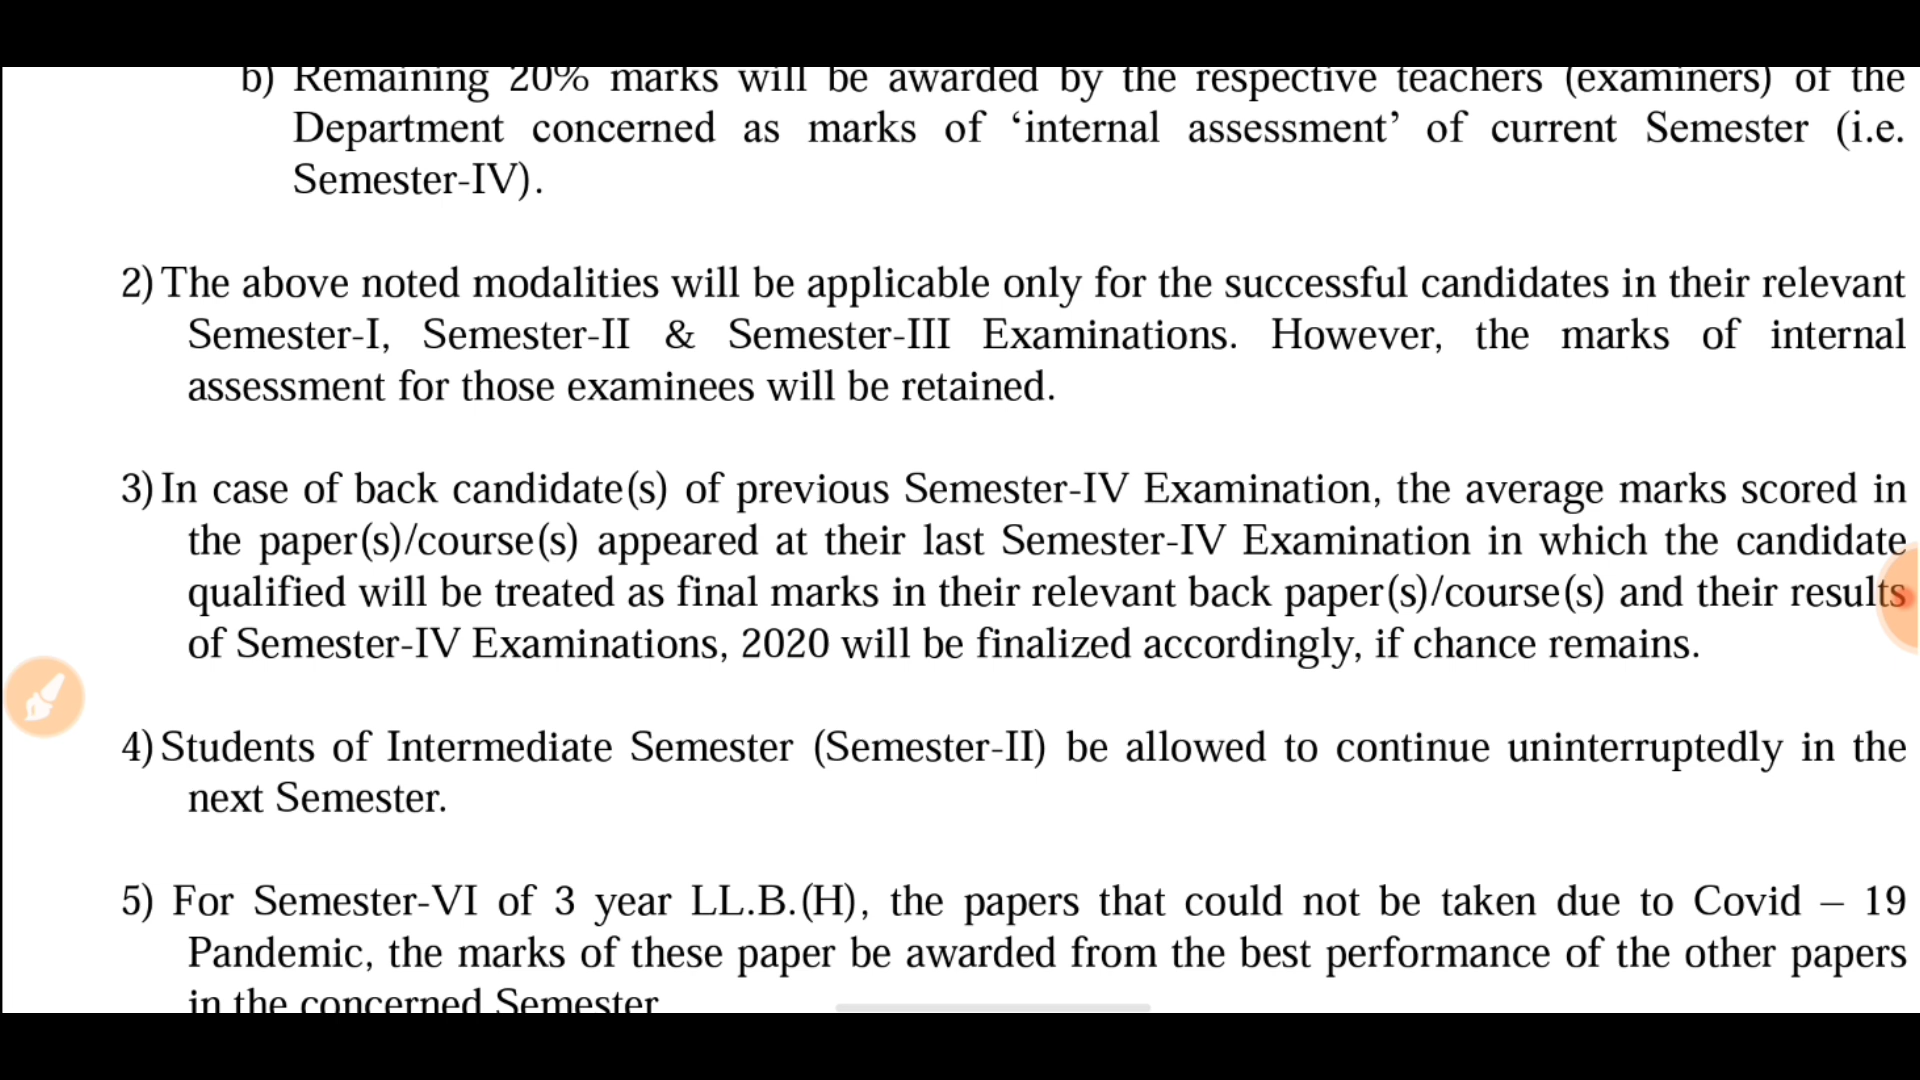 b) Remaining 20% marks will be awarded by the respective teachers (examiners) of the
Department concerned as marks of ‘internal assessment’ of current Semester (i.e.
Semester-IV).
2) The above noted modalities will be applicable only for the successful candidates in their relevant
Semester-I, Semester-II & Semester-III Examinations. However, the marks of internal
assessment for those examinees will be retained.
3) In case of back candidate(s) of previous Semester-IV Examination, the average marks scored in
the paper(s)/course(s) appeared at their last Semester-IV Examination in which the candidate
qualified will be treated as final marks in their relevant back paper(s)/course(s) and their results
of Semester-IV Examinations, 2020 will be finalized accordingly, if chance remains.
4) Students of Intermediate Semester (Semester-II) be allowed to continue uninterruptedly in the
next Semester.
5) For Semester-VI of 3 year LL.B.(H), the papers that could not be taken due to Covid – 19
Pandemic, the marks of these paper be awarded from the best performance of the other papers
in the concerned Semester